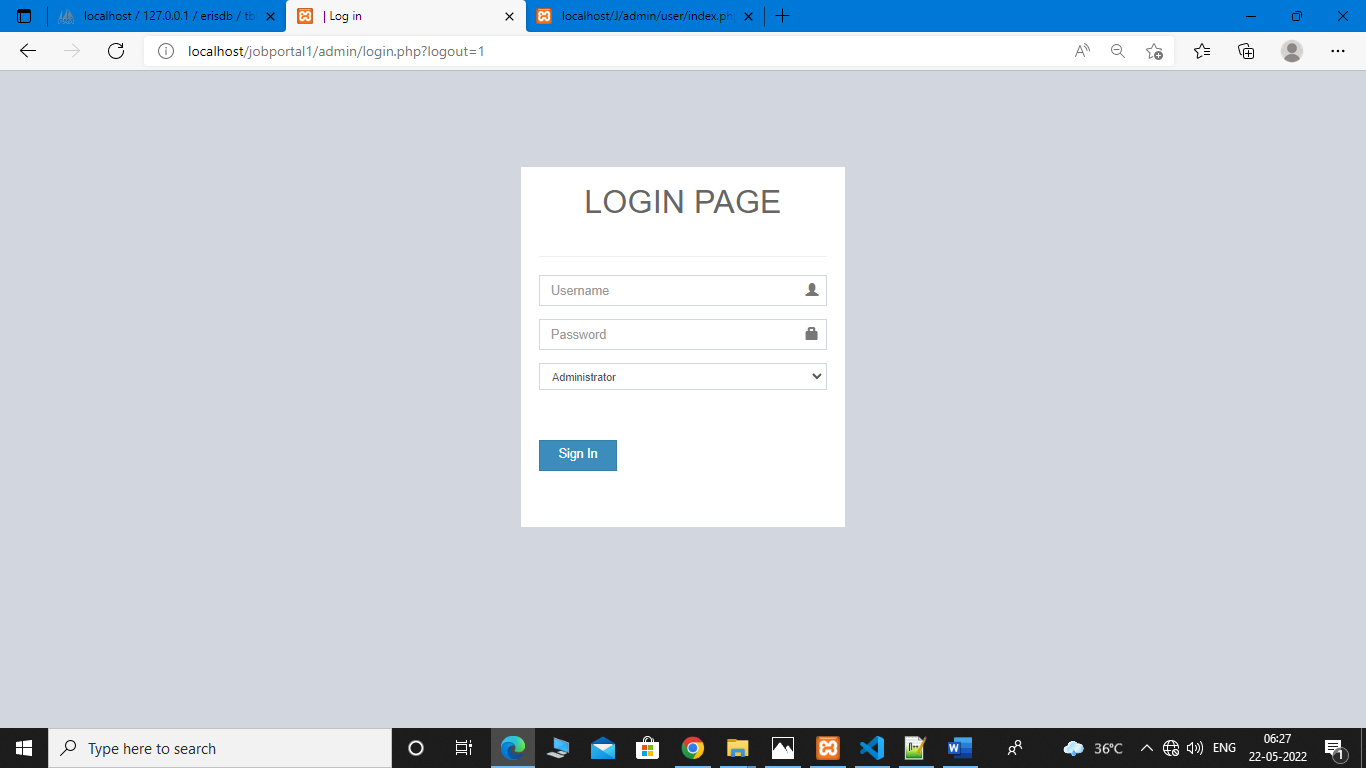 localhost / 127.0.0.1 / erisdb / tb
| Log in
localhost/J/admin/user/index.ph
localhost/jobportal1/admin/login.php?logout=1
LOGIN PAGE
Username
Password
Administrator
Sign In
Type here to search
36°C
ENG
06:27
22-05-2022
1